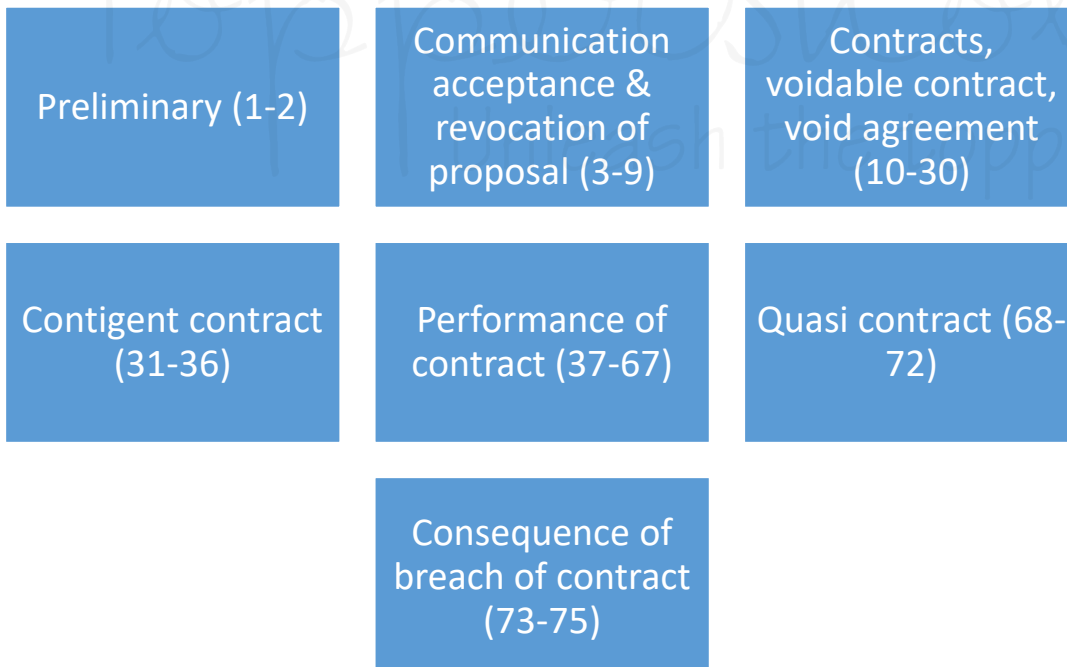 Preliminary (1-2)
Communication
acceptance &
revocation of
proposal (3-9)
Contracts,
voidable contract,
void agreement
(10-30)
Contigent contract
(31-36)
Performance of
contract (37-67)
Quasi contract (68-
72)
Consequence of
breach of contract
(73-75)